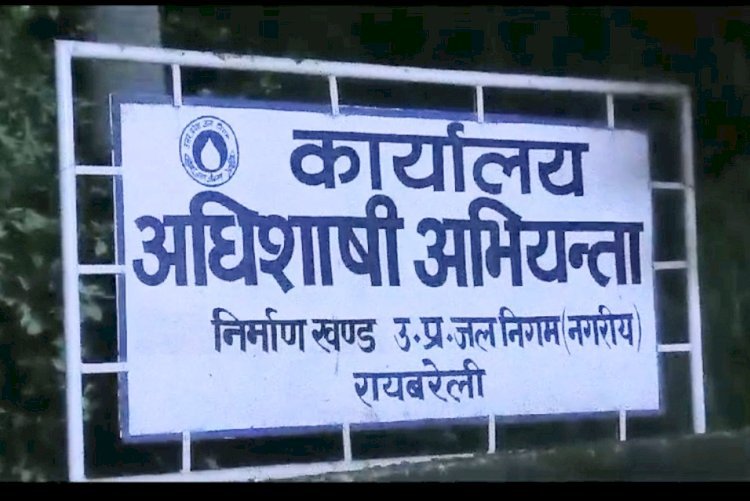 कार्यालय
अधिशाषी अभियन्ता
निर्माण खण्ड उ.प्र.जल निगम(नगरीय)
रायबरेली